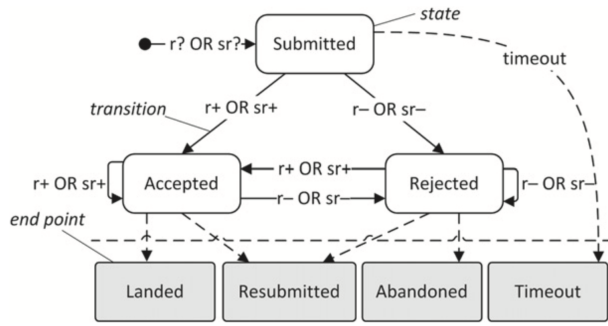 state
r? OR sr?
Submitted
timeout
transition
r+ OR sr+
r– OR sr–
r+ OR sr+
Accepted
r+ OR sr+
r– OR sr
Rejected
r– OR sr
end point
Landed
Resubmitted
Abandoned
Timeout